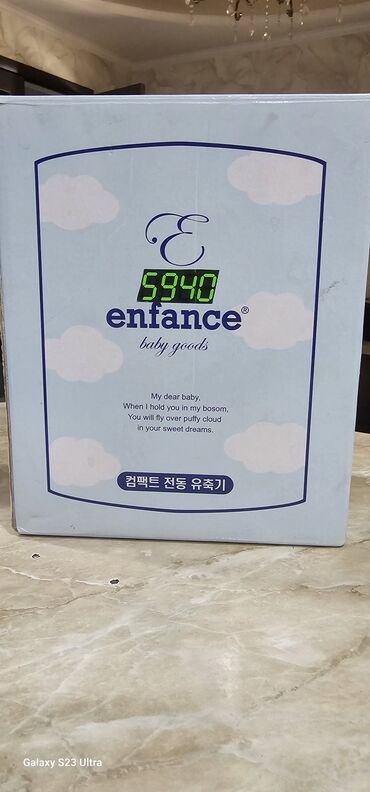 E
5940
enfance®
baby goods
My dear baby,
When I hold you in my bosom,
You will fly over puffy cloud
in your sweet dreams.
컴팩트 전동 유축기
Galaxy S23 Ultra